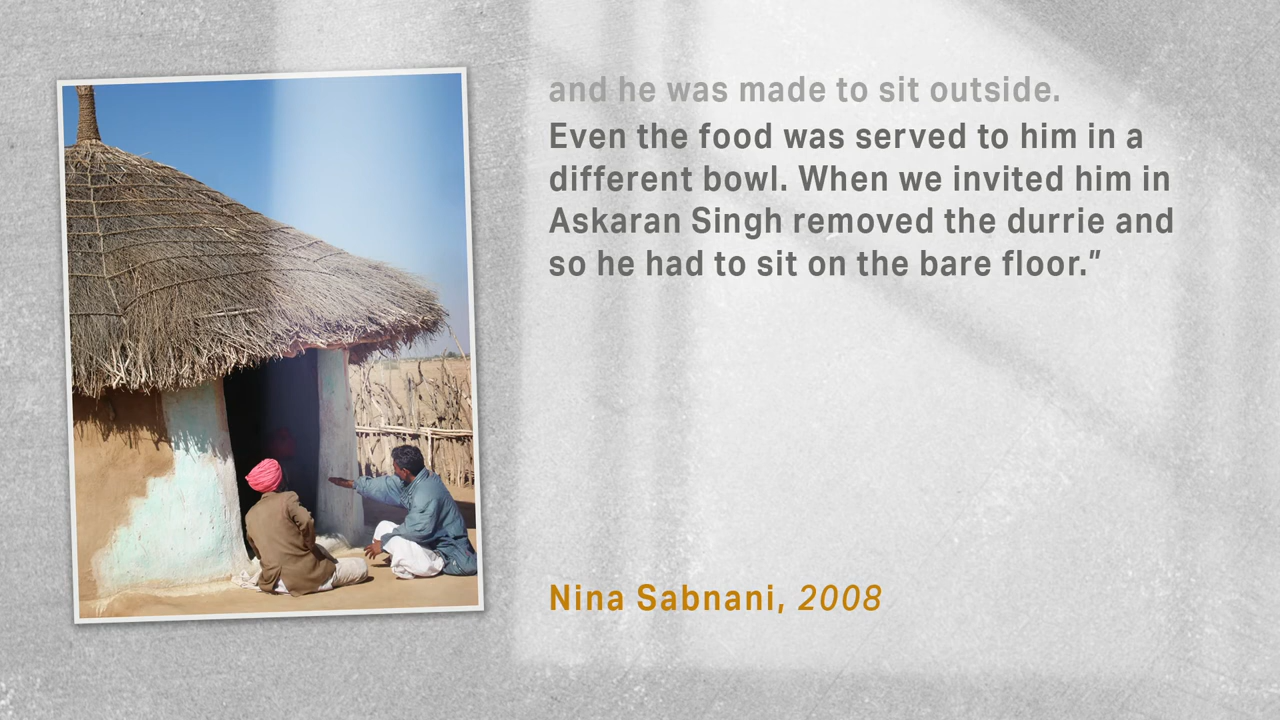 and he was made to sit outside.
Even the food was served to him in a
different bowl. When we invited him in
Askaran Singh removed the durrie and
so he had to sit on the bare floor.”
Nina Sabnani, 2008